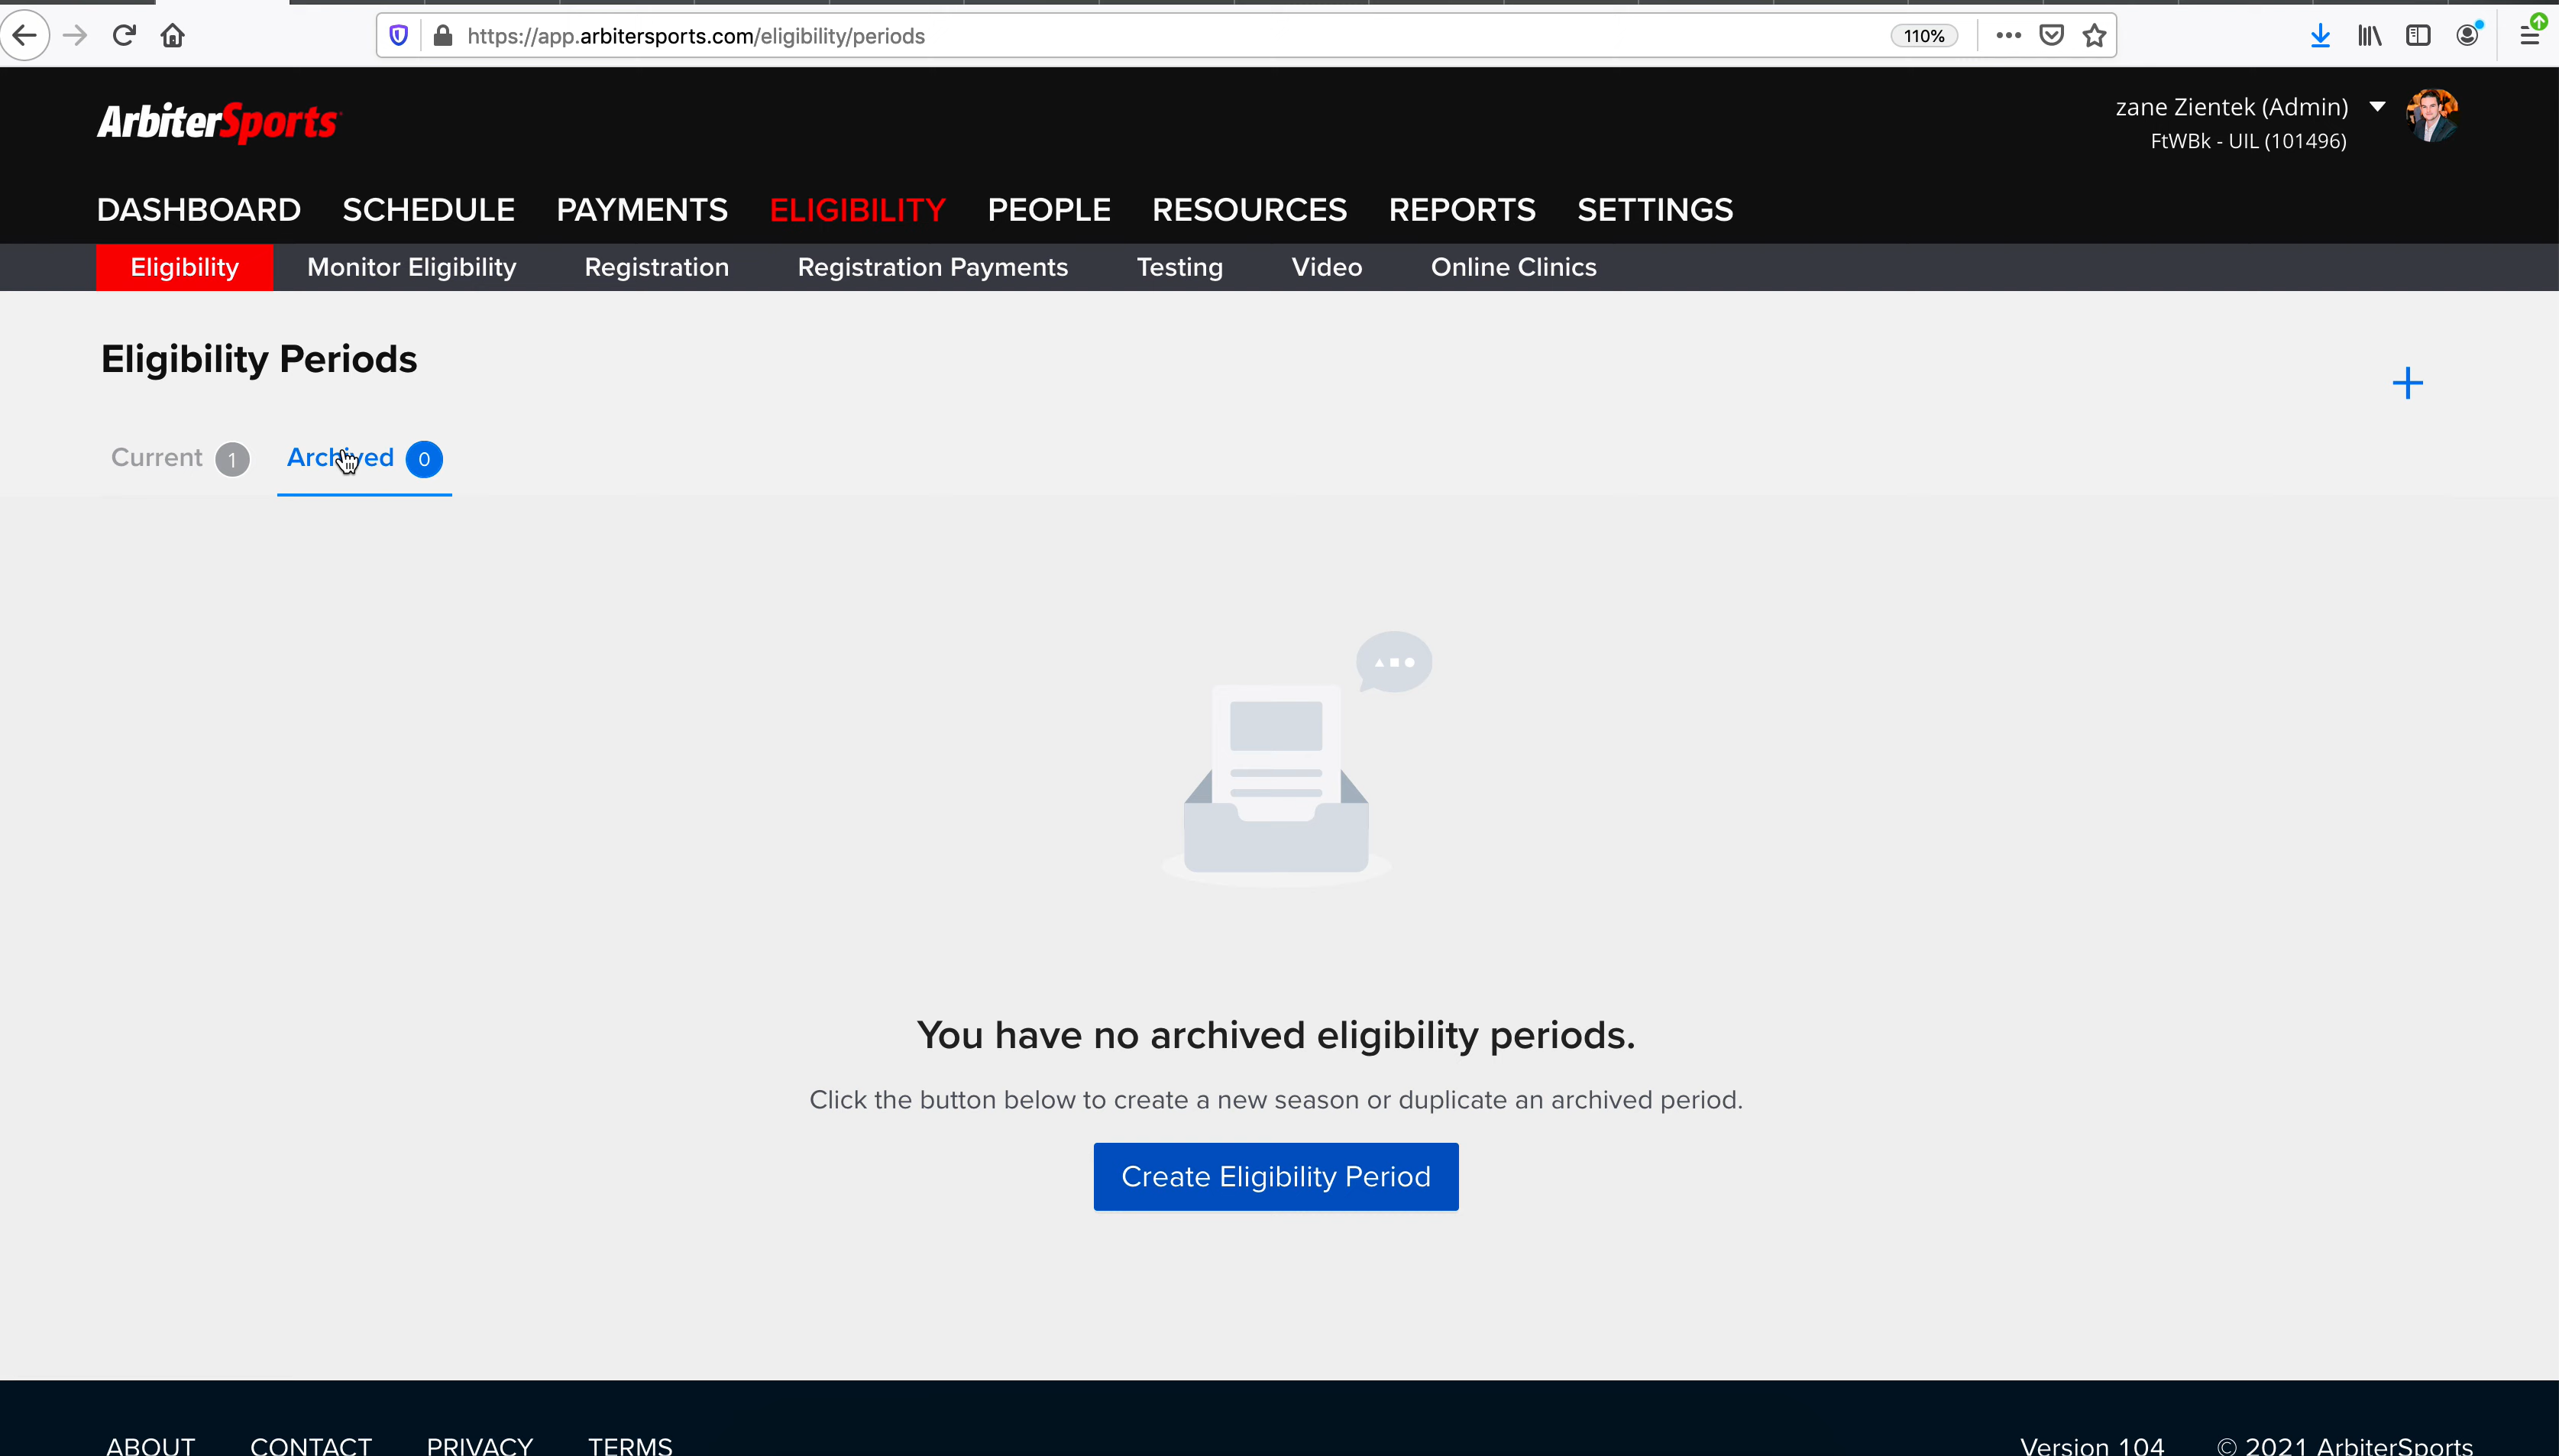 https://app.arbitersports.com/eligibility/periods
110%
ArbiterSports
zane Zientek (Admin)
FtWBk - UIL (101496)
DASHBOARD SCHEDULE PAYMENTS ELIGIBILITY PEOPLE RESOURCES REPORTS SETTINGS
Eligibility Monitor Eligibility Registration Registration Payments Testing Video Online Clinics
Eligibility Periods
Current 1 Archived 0
You have no archived eligibility periods.
Click the button below to create a new season or duplicate an archived period.
Create Eligibility Period
ABOUT CONTACT PRIVACY TERMS Version 104 © 2021 ArbiterSports